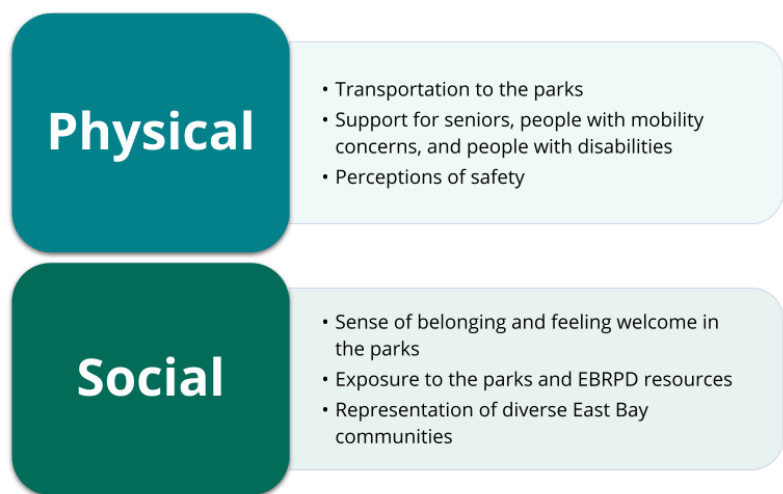 Physical
• Transportation to the parks
• Support for seniors, people with mobility
concerns, and people with disabilities
• Perceptions of safety
Social
• Sense of belonging and feeling welcome in
the parks
• Exposure to the parks and EBRPD resources
• Representation of diverse East Bay
communities